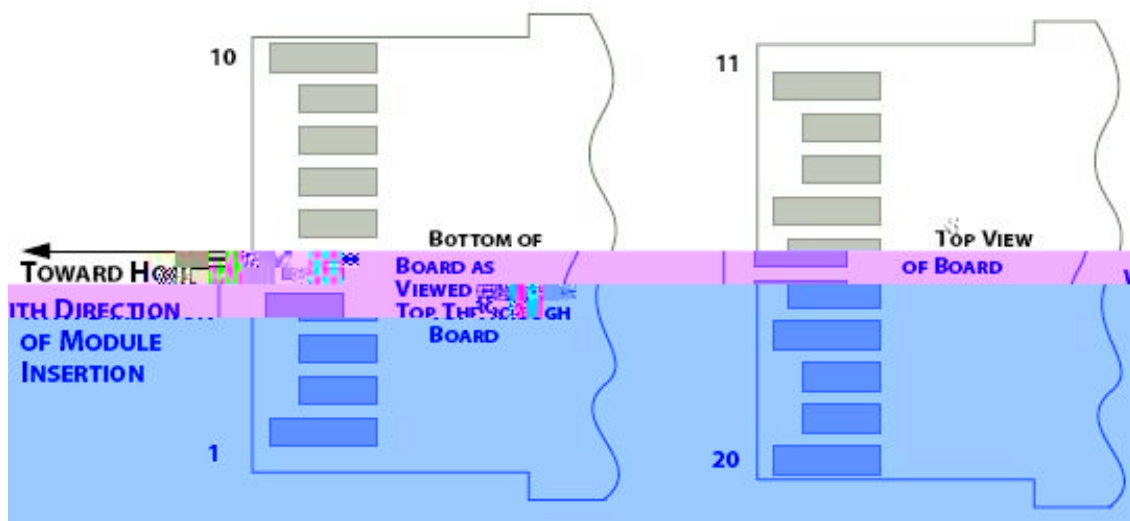 10
11
BOTTOM OF
TOP VIEW
TOWARD
BOARD AS
OF BOARD
VIEWED
ITH DIRECTION
TOP
OF MODULE
BOARD
INSERTION
1
20